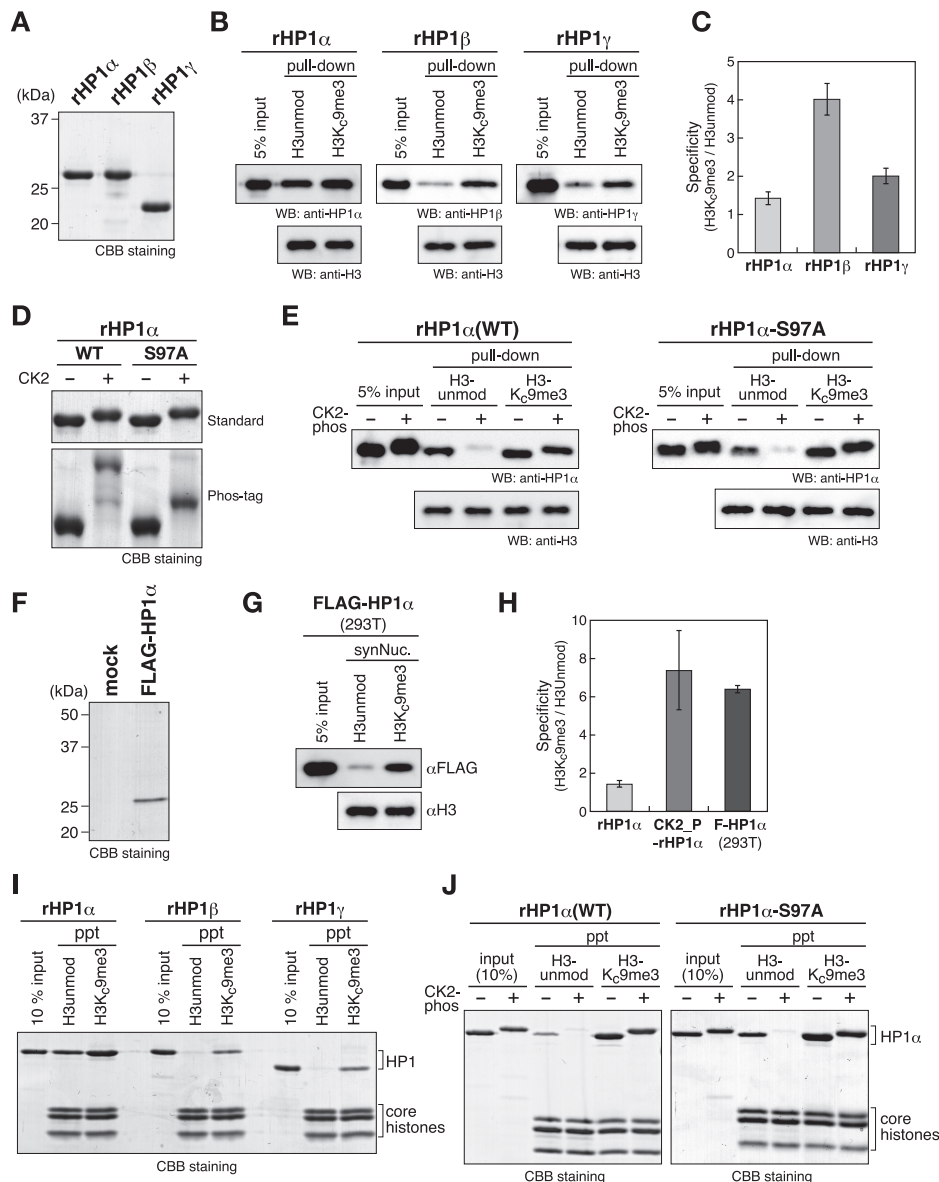 A
rHP1α
rHP1β
rHP1γ
(kDa)
37
25
20
CBB staining
B
rHP1α
rHP1β
rHP1γ
pull-down
pull-down
pull-down
5% input
H3unmod
H3Kc9me3
5% input
H3unmod
H3Kc9me3
5% input
H3unmod
H3Kc9me3
WB: anti-HP1α
WB: anti-HP1β
WB: anti-HP1γ
WB: anti-H3
WB: anti-H3
WB: anti-H3
C
Specificity
(H3Kc9me3 / H3Unmod)
5
4
3
2
1
0
rHP1α
rHP1β
rHP1γ
D
rHP1α
WT
S97A
CK2
– + – +
Standard
Phos-tag
CBB staining
E
rHP1α(WT)
pull-down
5% input
H3-
unmod
H3-
Kc9me3
CK2-
phos
– + – + – +
WB: anti-HP1α
WB: anti-H3
rHP1α-S97A
pull-down
5% input
H3-
unmod
H3-
Kc9me3
CK2-
phos
– + – + – +
WB: anti-HP1α
WB: anti-H3
F
mock
FLAG-HP1α
(kDa)
50
37
25
20
CBB staining
G
FLAG-HP1α
(293T)
synNuc.
5% input
H3unmod
H3Kc9me3
αFLAG
αH3
H
Specificity
(H3Kc9me3 / H3Unmod)
10
8
6
4
2
0
rHP1α
CK2_P
-rHP1α
F-HP1α
(293T)
I
rHP1α
rHP1β
rHP1γ
ppt
ppt
ppt
10 % input
H3unmod
H3Kc9me3
10 % input
H3unmod
H3Kc9me3
10 % input
H3unmod
H3Kc9me3
HP1
core
histones
CBB staining
J
rHP1α(WT)
rHP1α-S97A
ppt
ppt
input
(10%)
H3-
unmod
H3-
Kc9me3
input
(10%)
H3-
unmod
H3-
Kc9me3
CK2-
phos
– + – + – +
– + – + – +
HP1α
core
histones
CBB staining
CBB staining